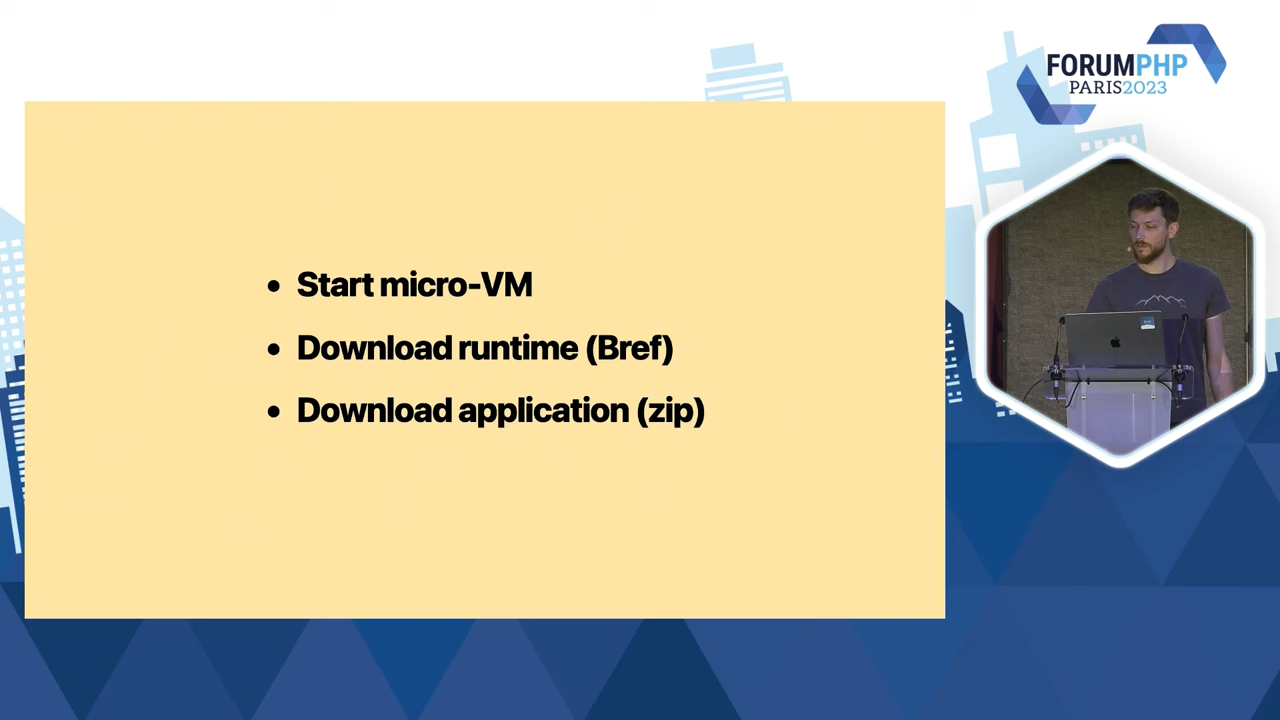 FORUMPHP
PARIS2023
• Start micro-VM
• Download runtime (Bref)
• Download application (zip)